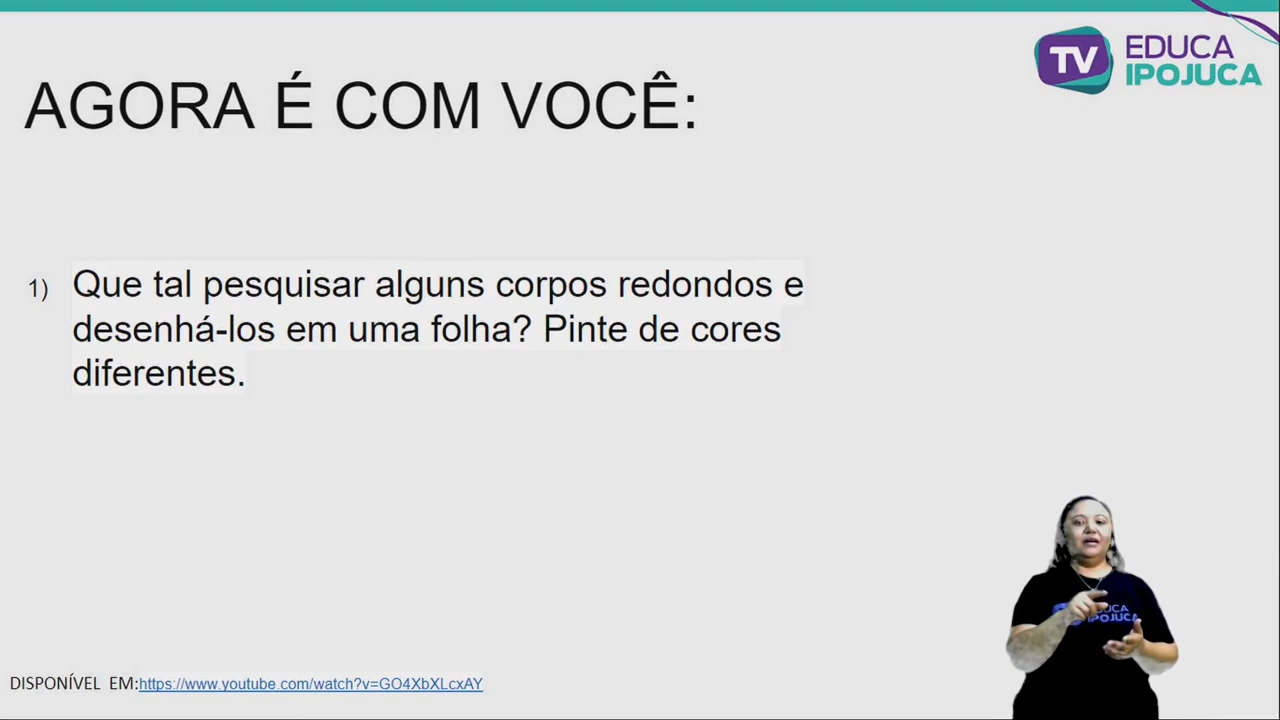 TV EDUCA
IPOJUCA
AGORA É COM VOCÊ:
1) Que tal pesquisar alguns corpos redondos e
desenhá-los em uma folha? Pinte de cores
diferentes.
IPOJUCA
DISPONÍVEL EM:https://www.youtube.com/watch?v=GO4XbXLcxAY